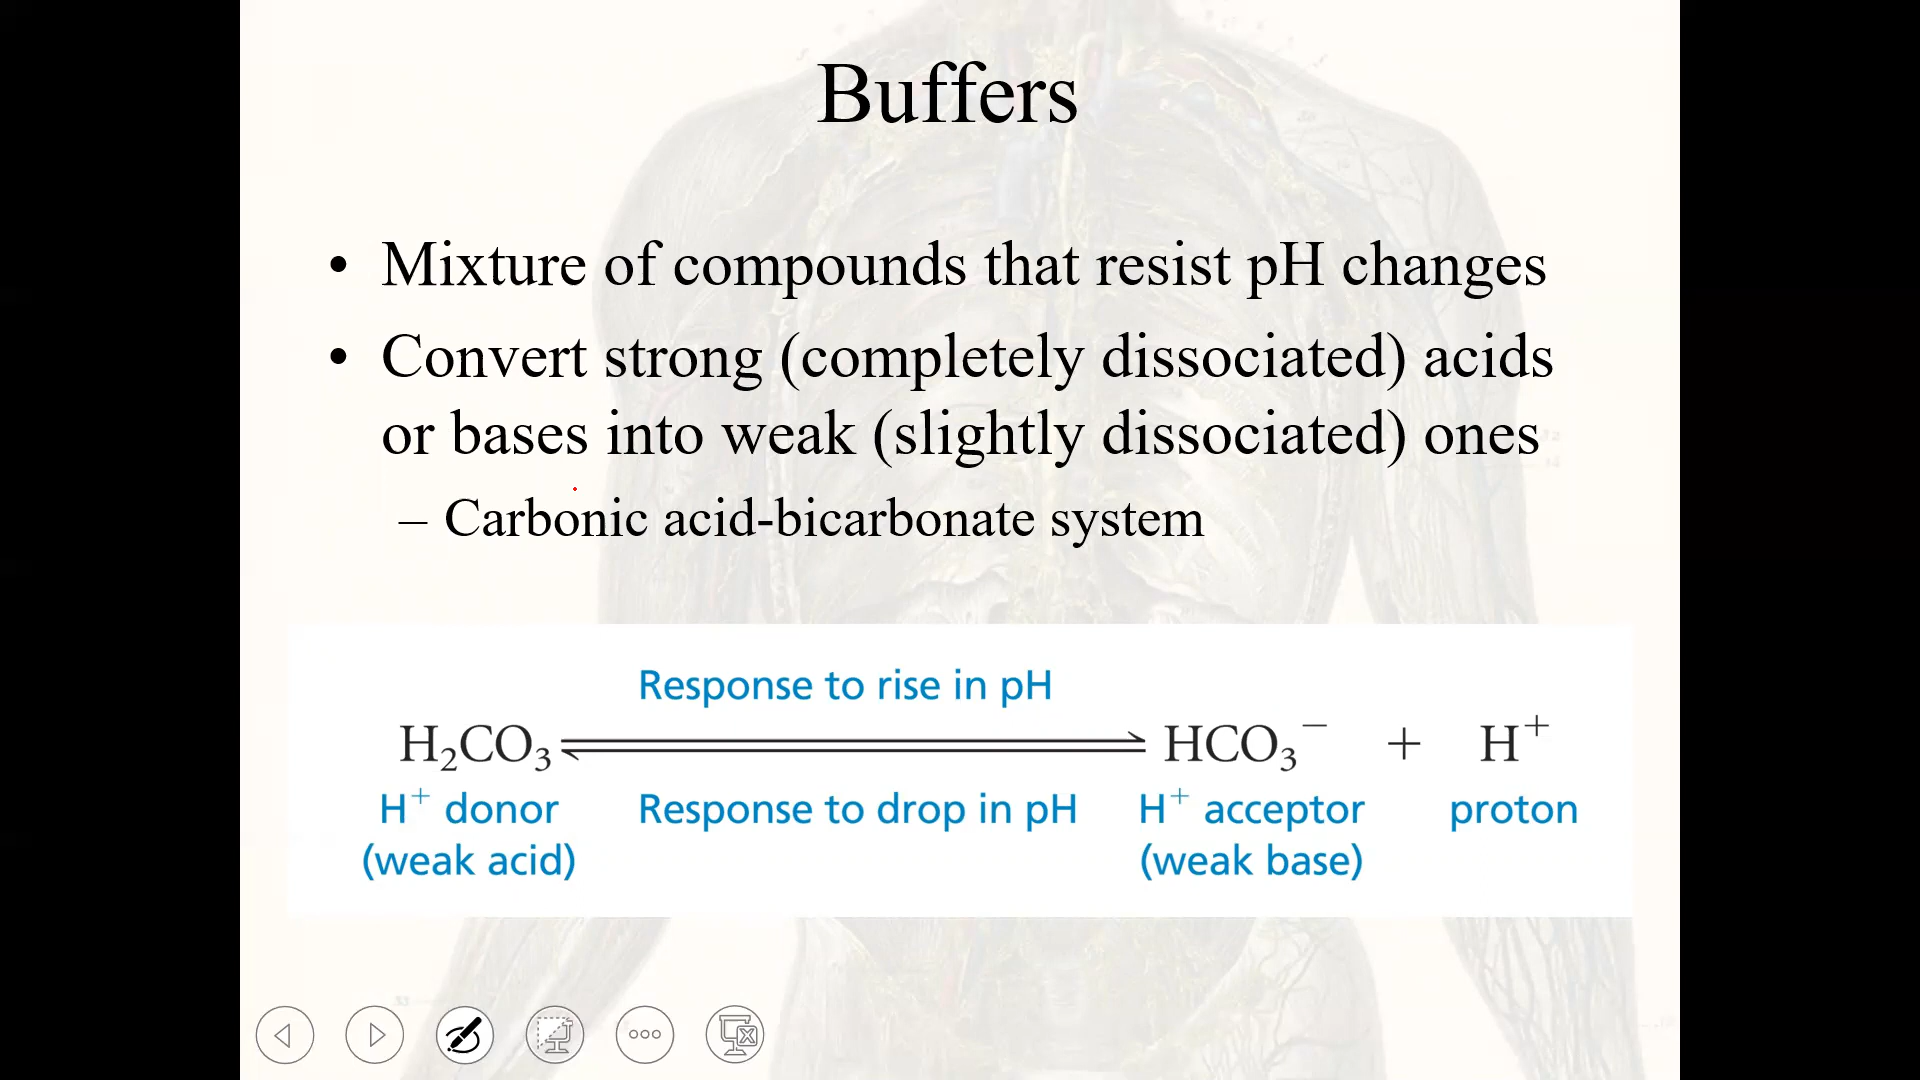 Buffers
• Mixture of compounds that resist pH changes
• Convert strong (completely dissociated) acids
or bases into weak (slightly dissociated) ones
– Carbonic acid-bicarbonate system
Response to rise in pH
H₂CO₃ ⇌ HCO₃⁻ + H⁺
H⁺ donor Response to drop in pH H⁺ acceptor proton
(weak acid) (weak base)